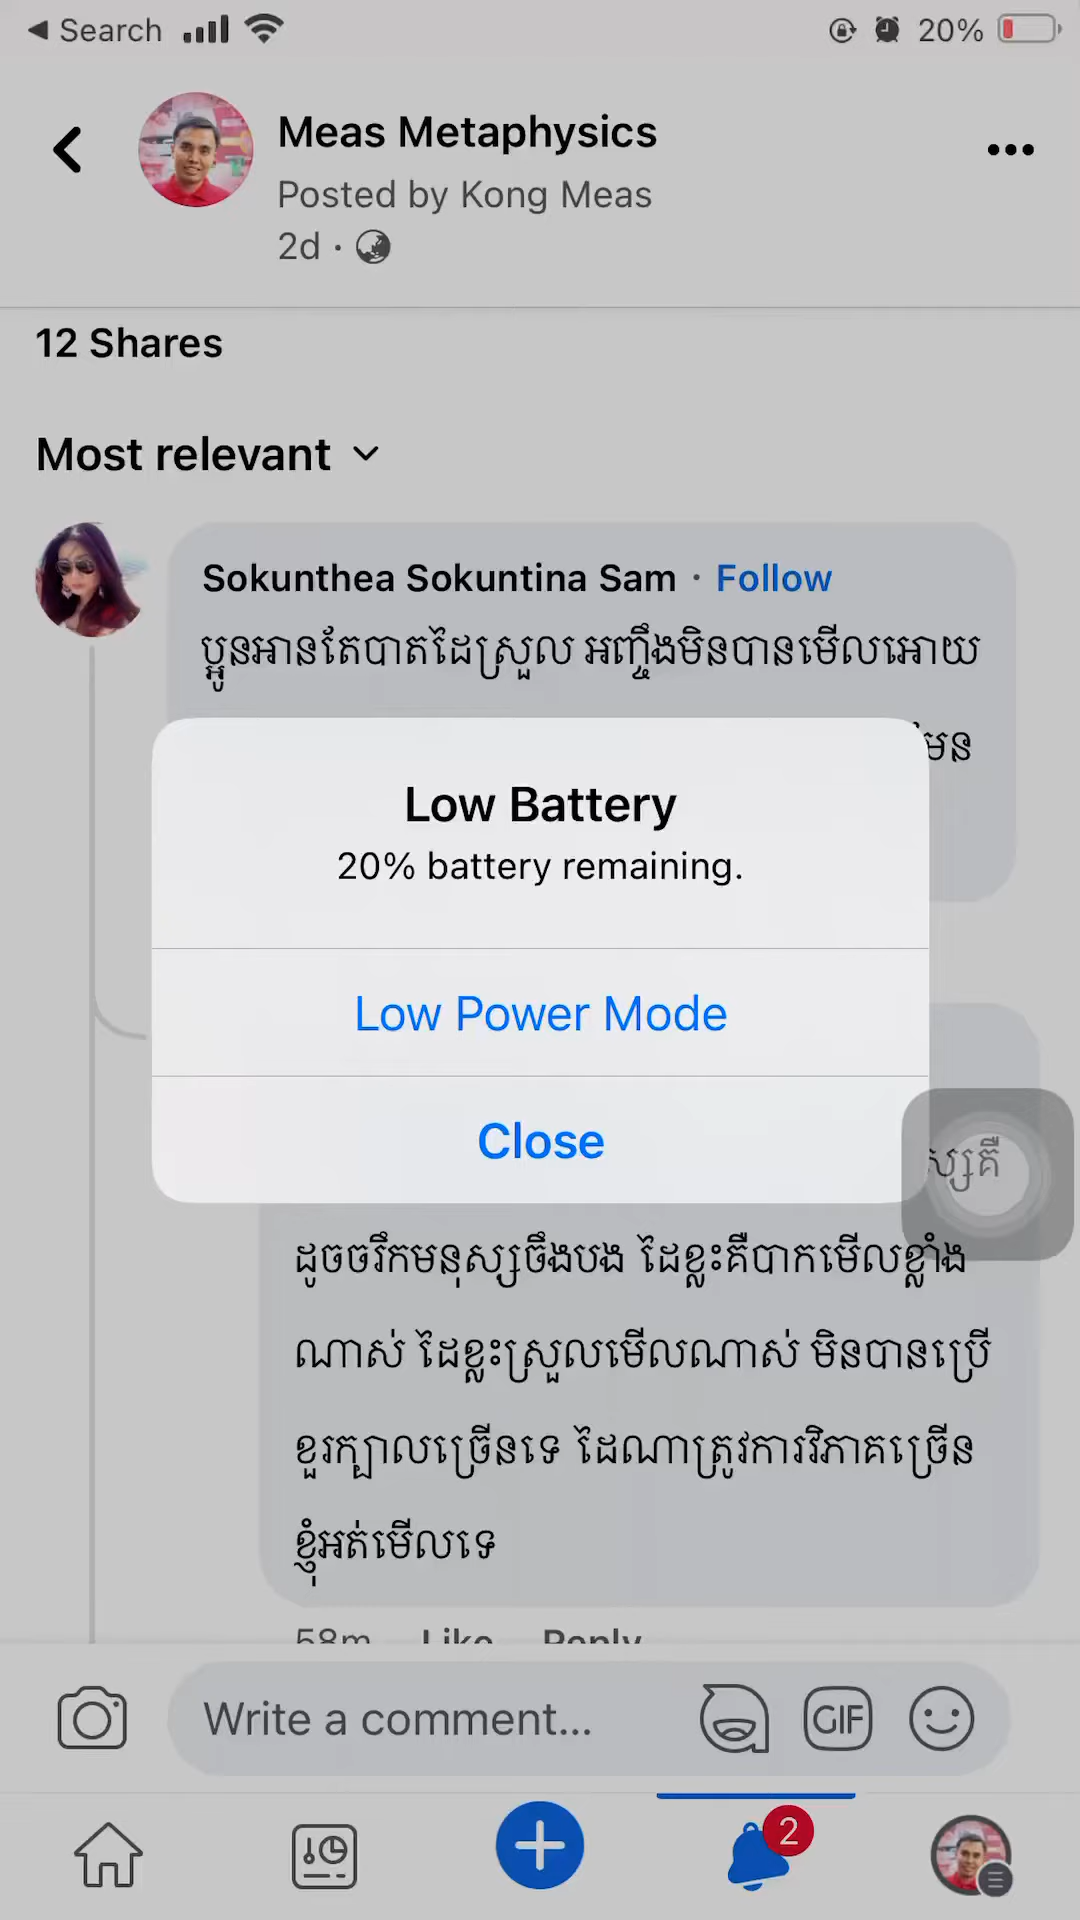 Search
20%
Meas Metaphysics
Posted by Kong Meas
2d ·
12 Shares
Most relevant
Sokunthea Sokuntina Sam · Follow
ប្អូនអានតែបាតដៃស្រួល អញ្ចឹងមិនបានមើលអោយ
Low Battery
20% battery remaining.
Low Power Mode
Close
ដូចចរឹកមនុស្សចឹងបង ដៃខ្លះគឺបាកមើលខ្លាំង
ណាស់ ដៃខ្លះស្រួលមើលណាស់ មិនបានប្រើ
ខួរក្បាលច្រើនទេ ដៃណាត្រូវការវិភាគច្រើន
ខ្ញុំអត់មើលទេ
58m Like Reply
Write a comment...
GIF
2